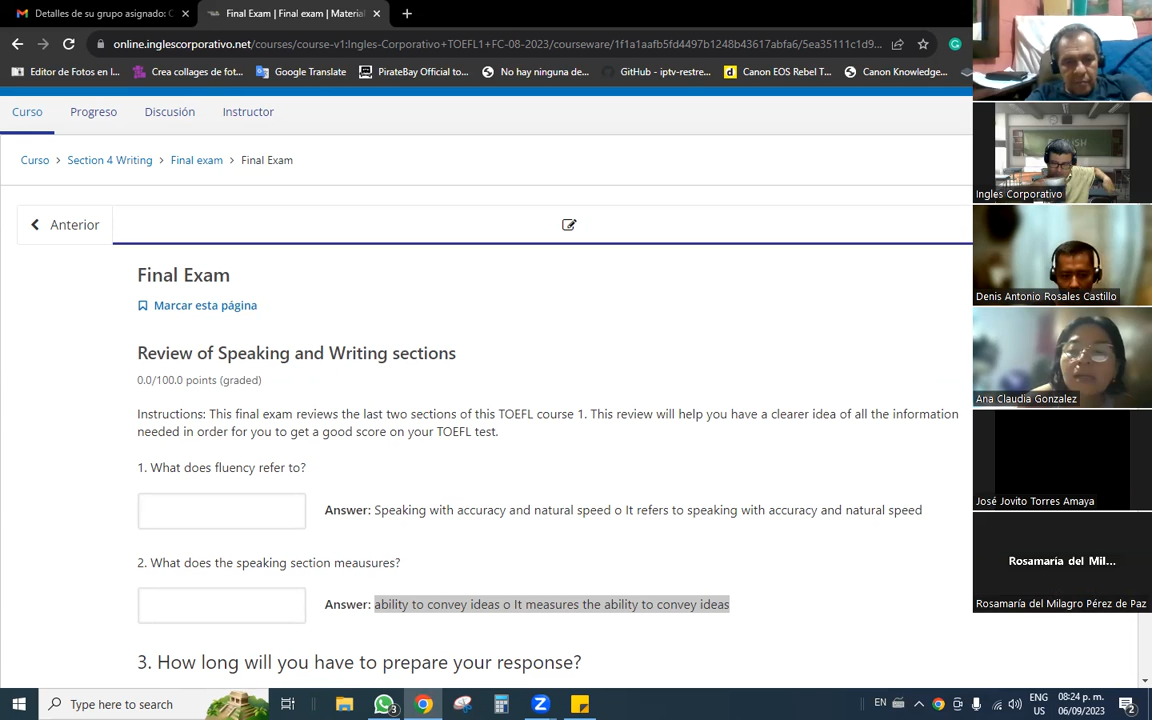 Detalles de su grupo asignado: C
Final Exam | Final exam | Material
online.inglescorporativo.net/courses/course-v1:Ingles-Corporativo+TOEFL1+FC-08-2023/courseware/1f1a1aafb5fd4497b1248b43617abfa6/5ea35111c1d9...
Editor de Fotos en l...
Crea collages de fot...
Google Translate
PirateBay Official to...
No hay ninguna de...
GitHub - iptv-restre...
Canon EOS Rebel T...
Canon Knowledge...
Curso
Progreso
Discusión
Instructor
Curso > Section 4 Writing > Final exam > Final Exam
Anterior
Final Exam
Marcar esta página
Review of Speaking and Writing sections
0.0/100.0 points (graded)
Instructions: This final exam reviews the last two sections of this TOEFL course 1. This review will help you have a clearer idea of all the information
needed in order for you to get a good score on your TOEFL test.
1. What does fluency refer to?
Answer: Speaking with accuracy and natural speed o It refers to speaking with accuracy and natural speed
2. What does the speaking section meausures?
Answer: ability to convey ideas o It measures the ability to convey ideas
3. How long will you have to prepare your response?
ENGLISH
Ingles Corporativo
Denis Antonio Rosales Castillo
Ana Claudia Gonzalez
José Jovito Torres Amaya
Rosamaría del Mil...
Rosamaría del Milagro Pérez de Paz
Type here to search
3
EN
ENG
US
08:24 p. m.
06/09/2023
2